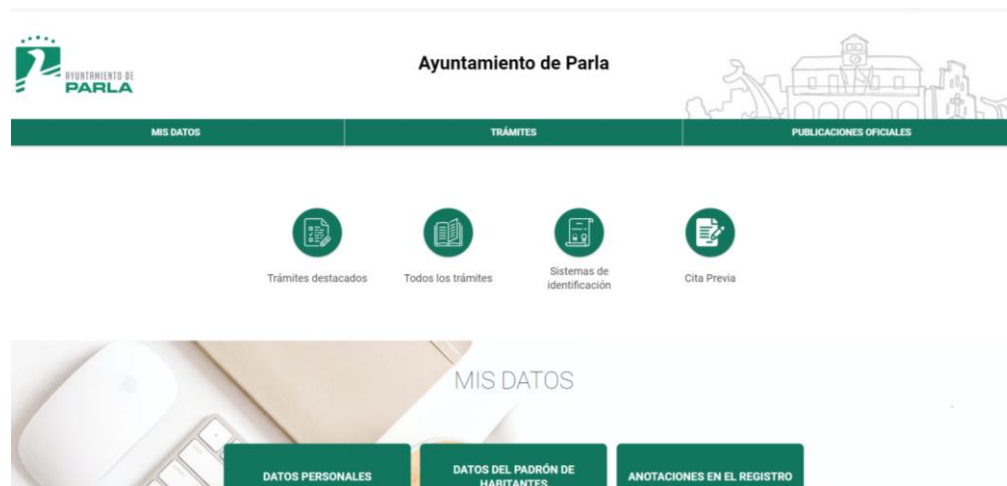 AYUNTAMIENTO DE
PARLA
Ayuntamiento de Parla
MIS DATOS
TRÁMITES
PUBLICACIONES OFICIALES
Trámites destacados
Todos los trámites
Sistemas de
identificación
Cita Previa
MIS DATOS
DATOS PERSONALES
DATOS DEL PADRÓN DE
HABITANTES
ANOTACIONES EN EL REGISTRO